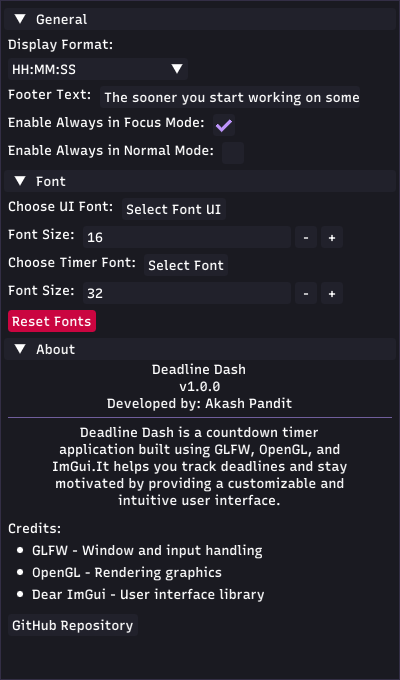 General
Display Format:
HH:MM:SS
Footer Text: The sooner you start working on some
Enable Always in Focus Mode:
Enable Always in Normal Mode:
Font
Choose UI Font: Select Font UI
Font Size: 16 - +
Choose Timer Font: Select Font
Font Size: 32 - +
Reset Fonts
About
Deadline Dash
v1.0.0
Developed by: Akash Pandit
Deadline Dash is a countdown timer
application built using GLFW, OpenGL, and
ImGui.It helps you track deadlines and stay
motivated by providing a customizable and
intuitive user interface.
Credits:
• GLFW - Window and input handling
• OpenGL - Rendering graphics
• Dear ImGui - User interface library
GitHub Repository